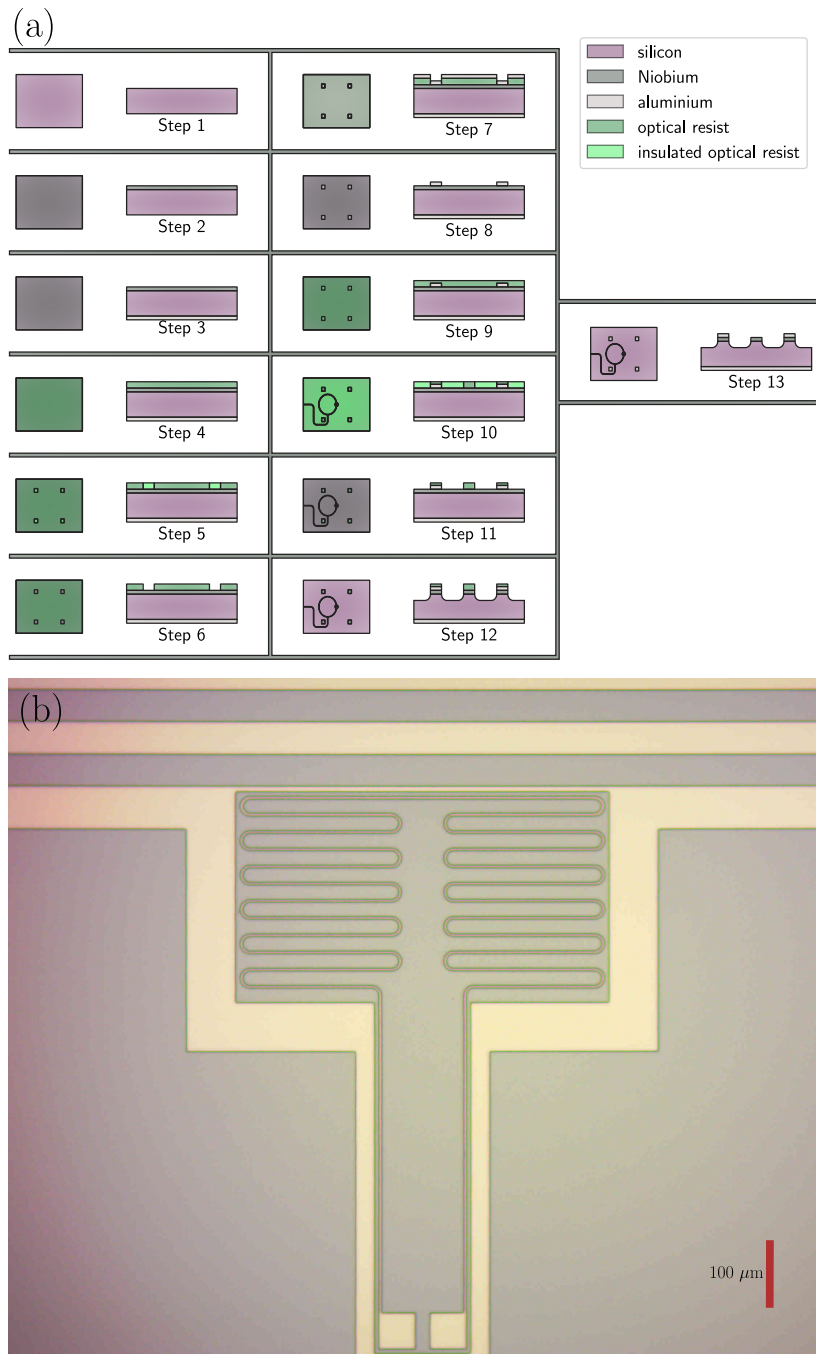 (a)
silicon
Niobium
aluminium
optical resist
insulated optical resist
Step 1
Step 7
Step 2
Step 8
Step 3
Step 9
Step 13
Step 4
Step 10
Step 5
Step 11
Step 6
Step 12
(b)
100 μm